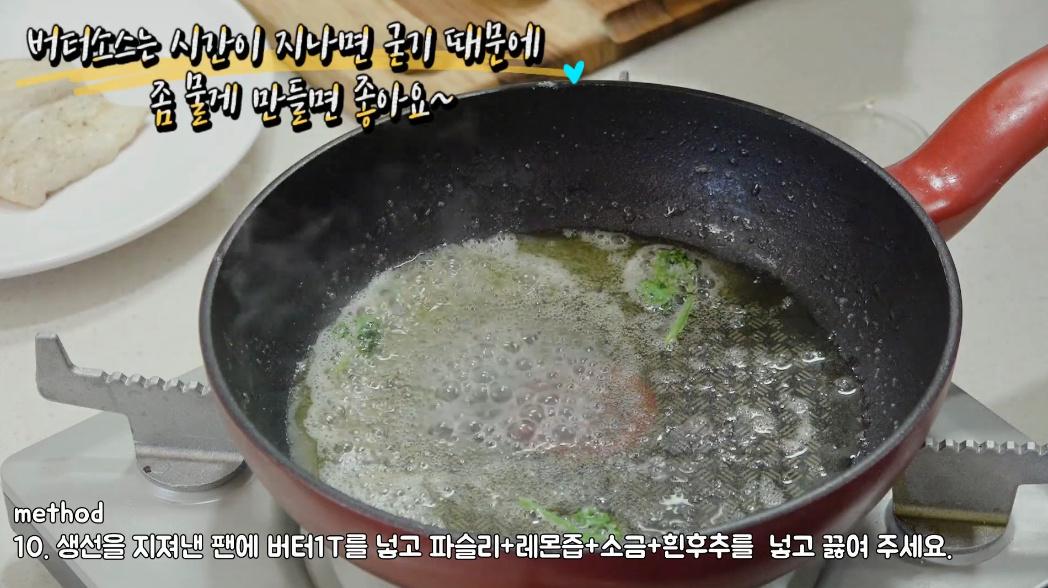 버터소스는 시간이 지나면 굳기 때문에
좀 묽게 만들면 좋아요~
method
10. 생선을 지져낸 팬에 버터1T를 넣고 파슬리+레몬즙+소금+흰후추를 넣고 끓여 주세요.